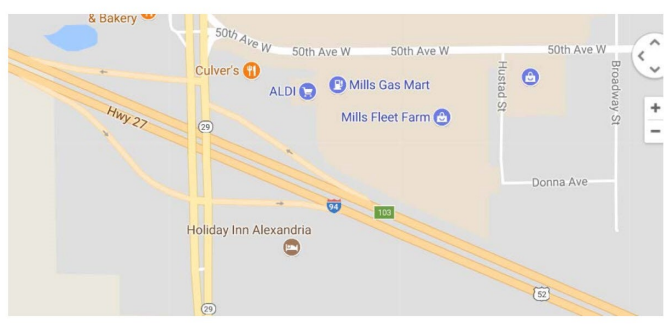 & Bakery
50th Ave W
50th Ave W
50th Ave W
50th Ave W
Culver's
ALDI
Mills Gas Mart
Hustad St
Broadway St
Hwy 27
29
Mills Fleet Farm
+
−
Donna Ave
94
103
Holiday Inn Alexandria
52
29